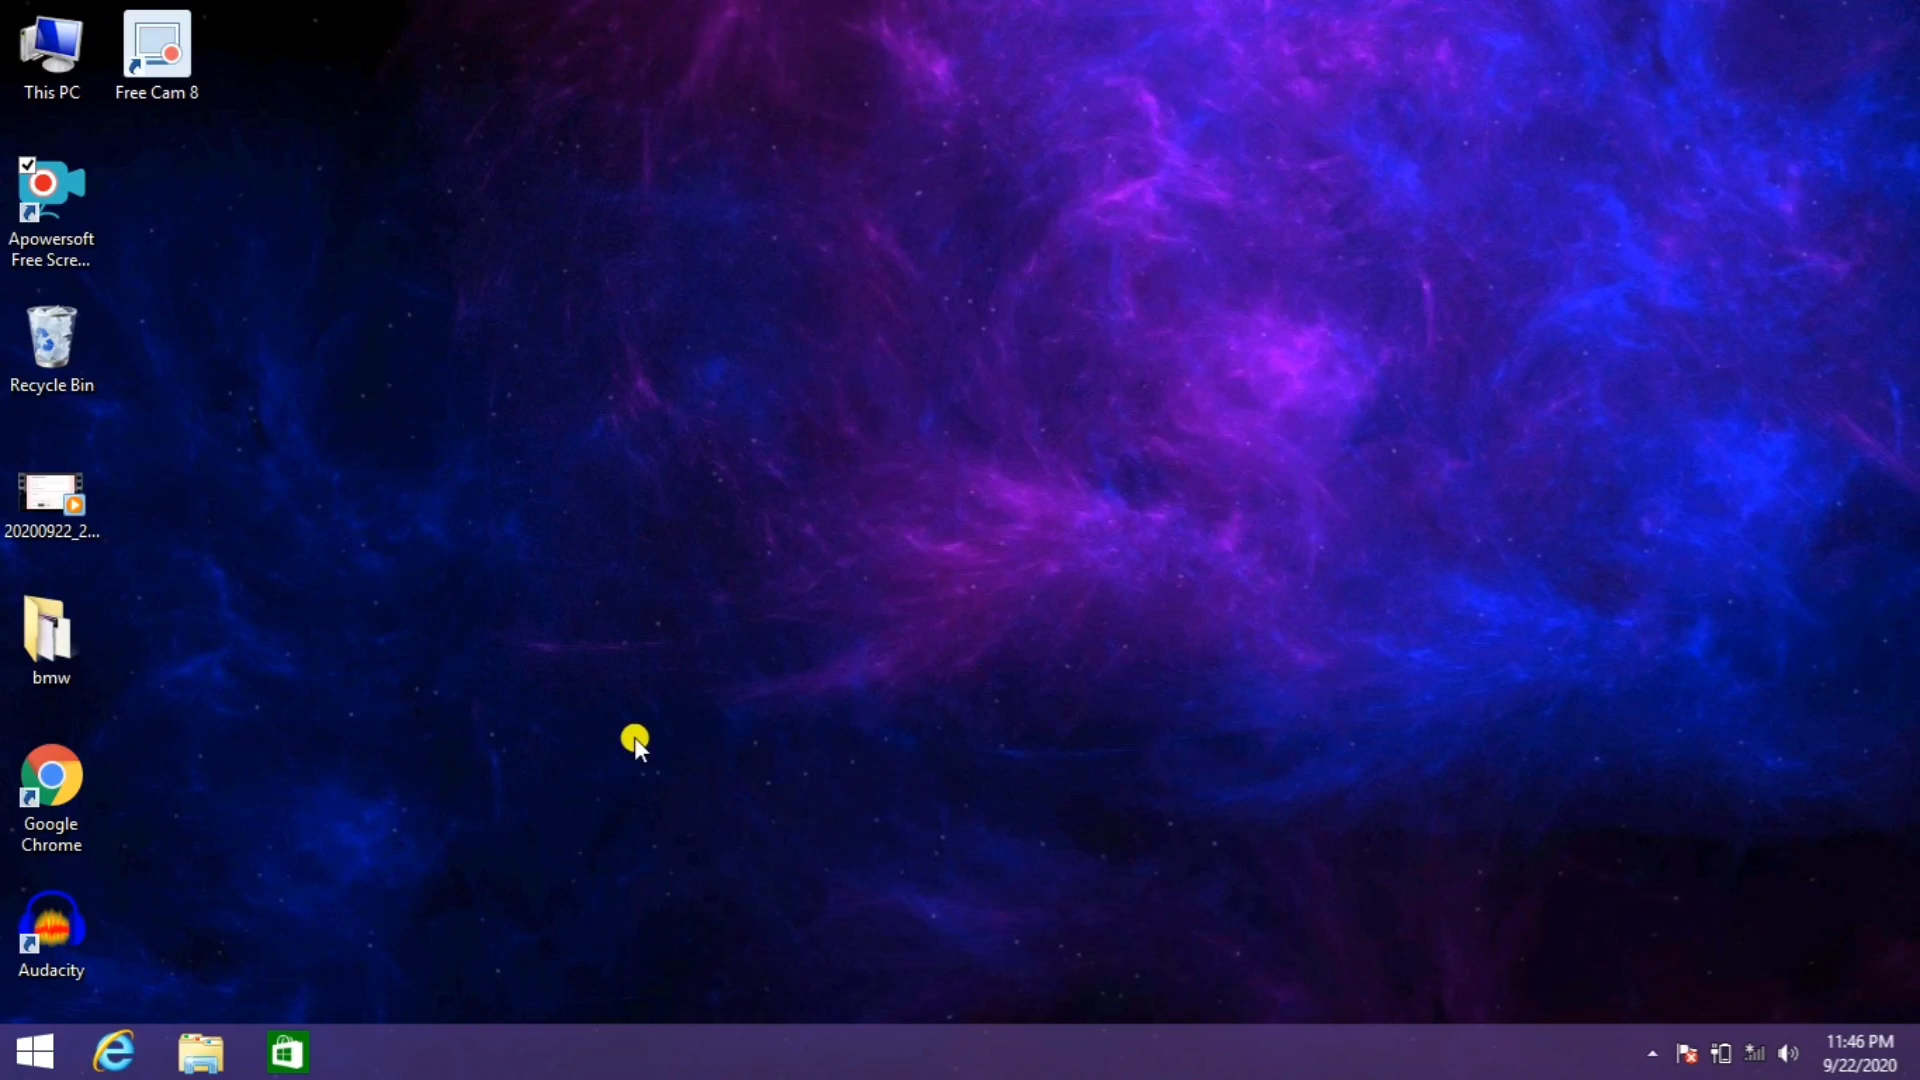 This PC
Free Cam 8
Apowersoft
Free Scre...
Recycle Bin
20200922_2...
bmw
Google
Chrome
Audacity
11:46 PM
9/22/2020